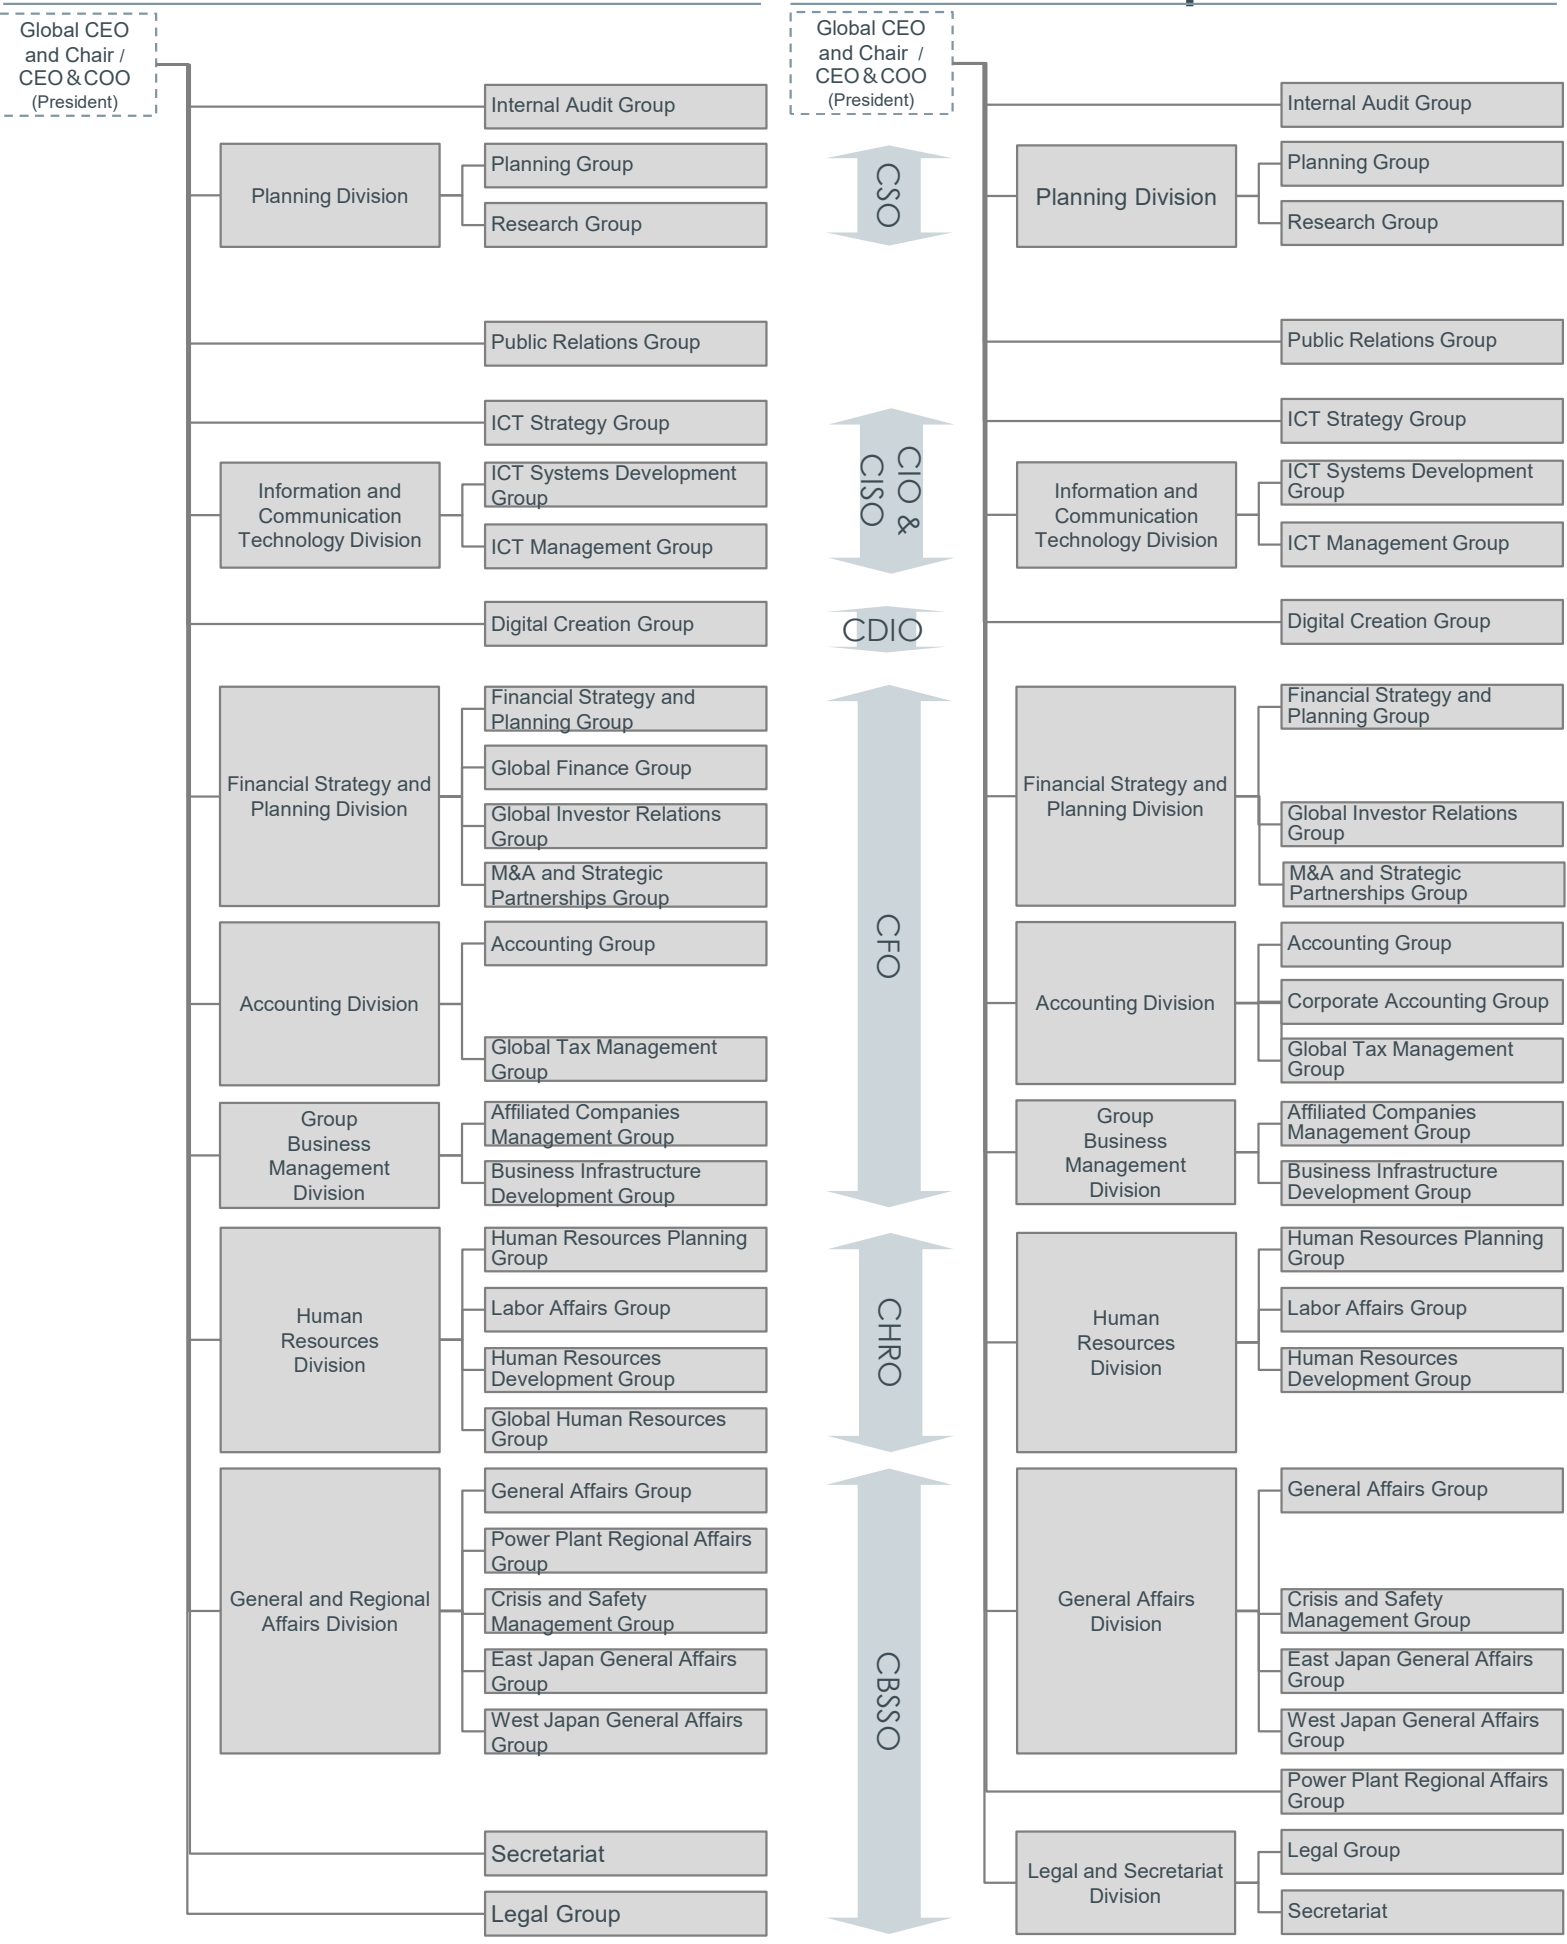 Global CEO
and Chair /
CEO&COO
(President)
Internal Audit Group
Planning Division
Planning Group
Research Group
Public Relations Group
ICT Strategy Group
Information and
Communication
Technology Division
ICT Systems Development
Group
ICT Management Group
Digital Creation Group
Financial Strategy and
Planning Division
Financial Strategy and
Planning Group
Global Finance Group
Global Investor Relations
Group
M&A and Strategic
Partnerships Group
Accounting Division
Accounting Group
Global Tax Management
Group
Group
Business
Management
Division
Affiliated Companies
Management Group
Business Infrastructure
Development Group
Human
Resources
Division
Human Resources Planning
Group
Labor Affairs Group
Human Resources
Development Group
Global Human Resources
Group
General and Regional
Affairs Division
General Affairs Group
Power Plant Regional Affairs
Group
Crisis and Safety
Management Group
East Japan General Affairs
Group
West Japan General Affairs
Group
Secretariat
Legal Group
CSO
CIO &
CISO
CDIO
CFO
CHRO
CBSSO
Global CEO
and Chair /
CEO&COO
(President)
Internal Audit Group
Planning Division
Planning Group
Research Group
Public Relations Group
ICT Strategy Group
Information and
Communication
Technology Division
ICT Systems Development
Group
ICT Management Group
Digital Creation Group
Financial Strategy and
Planning Division
Financial Strategy and
Planning Group
Global Investor Relations
Group
M&A and Strategic
Partnerships Group
Accounting Division
Accounting Group
Corporate Accounting Group
Global Tax Management
Group
Group
Business
Management
Division
Affiliated Companies
Management Group
Business Infrastructure
Development Group
Human
Resources
Division
Human Resources Planning
Group
Labor Affairs Group
Human Resources
Development Group
General Affairs
Division
General Affairs Group
Crisis and Safety
Management Group
East Japan General Affairs
Group
West Japan General Affairs
Group
Power Plant Regional Affairs
Group
Legal and Secretariat
Division
Legal Group
Secretariat